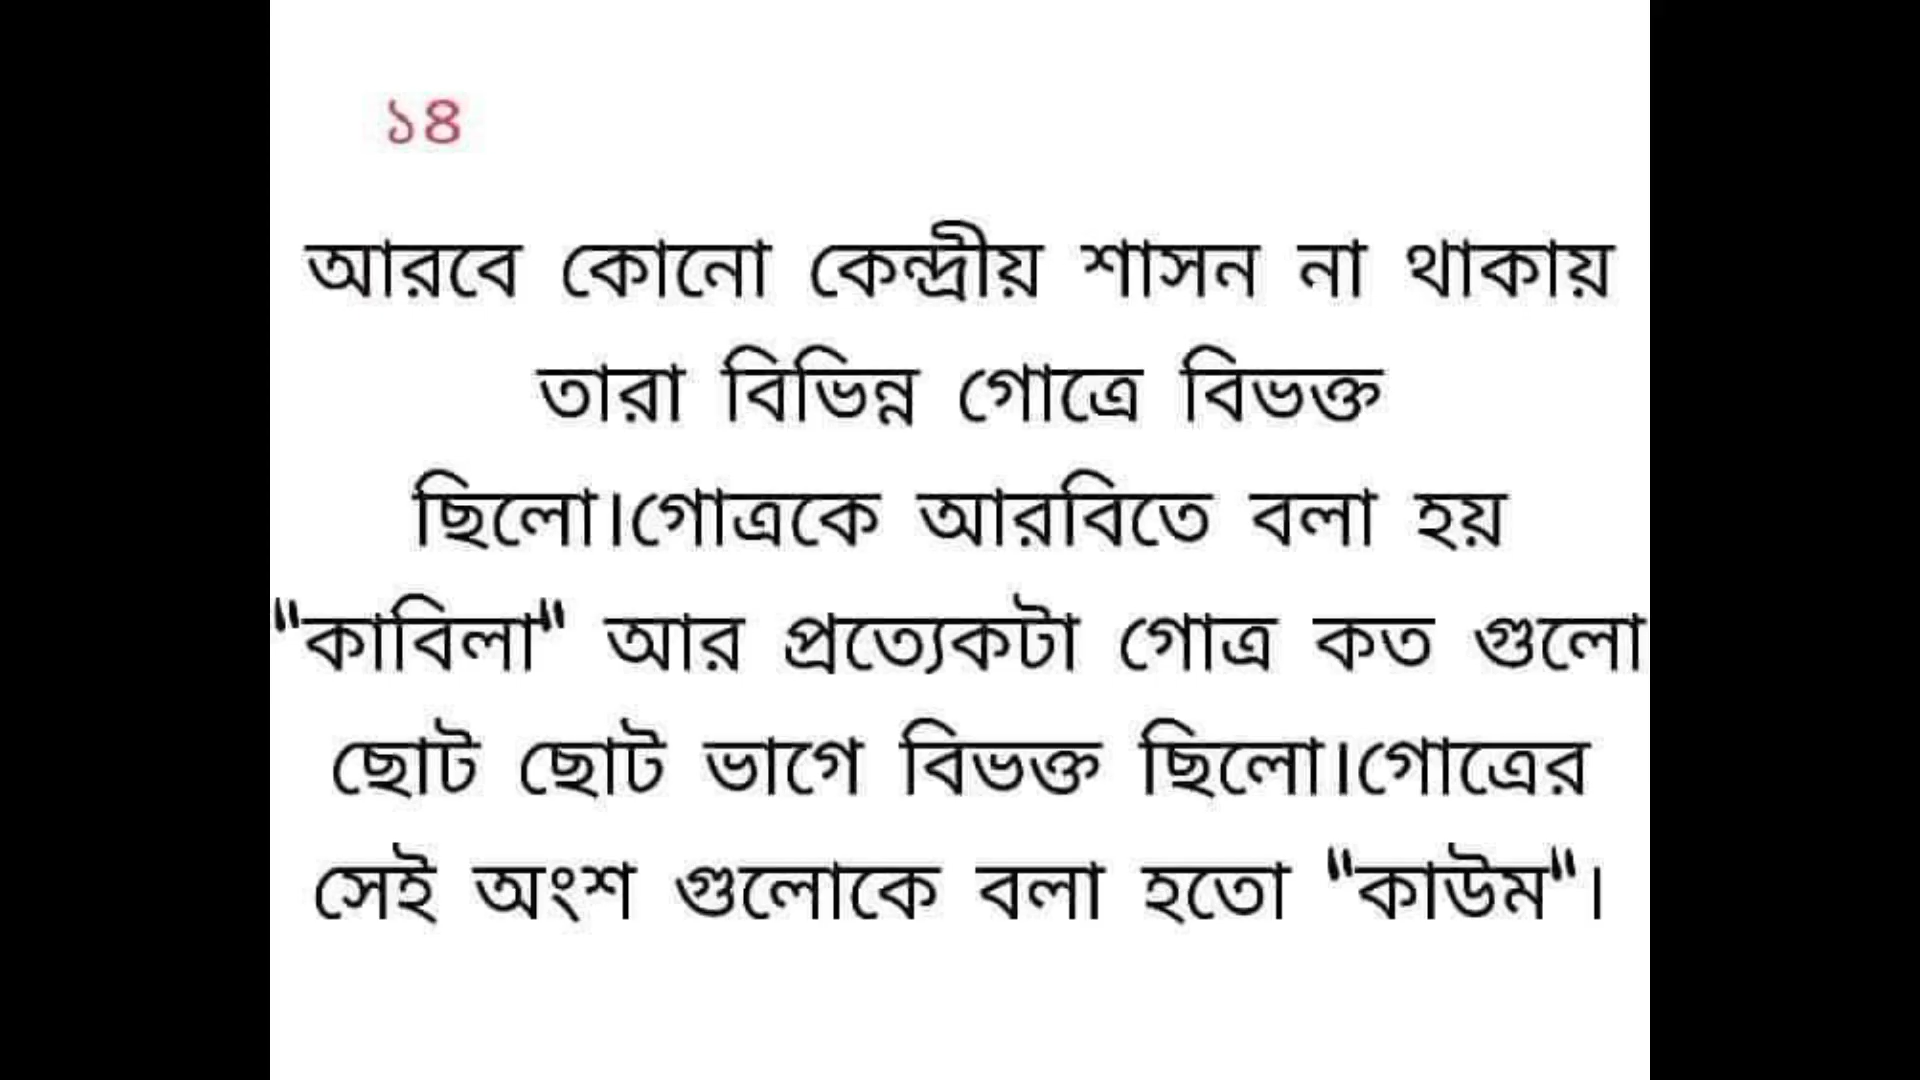 ১৪
আরবে কোনো কেন্দ্রীয় শাসন না থাকায়
তারা বিভিন্ন গোত্রে বিভক্ত
ছিলো।গোত্রকে আরবিতে বলা হয়
"কাবিলা" আর প্রত্যেকটা গোত্র কত গুলো
ছোট ছোট ভাগে বিভক্ত ছিলো।গোত্রের
সেই অংশ গুলোকে বলা হতো "কাউম"।